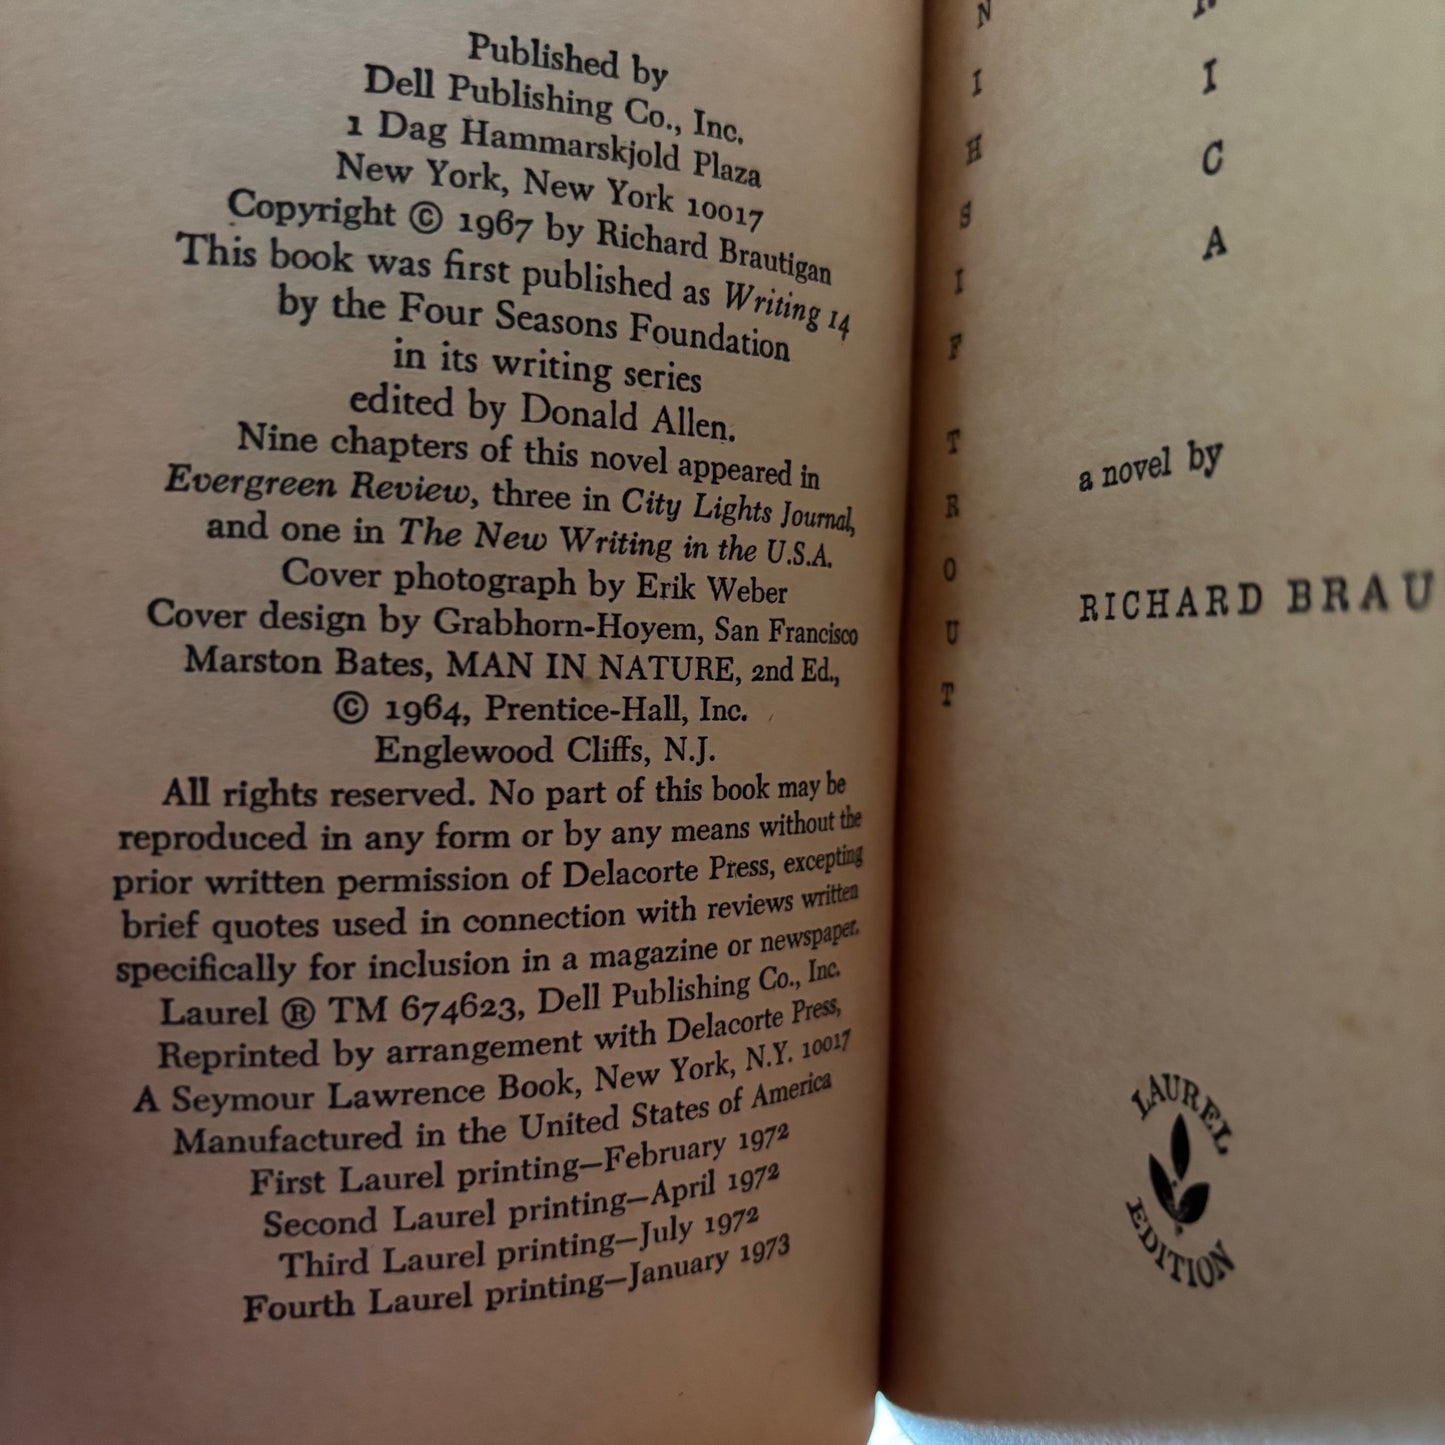 Published by
Dell Publishing Co., Inc.
1 Dag Hammarskjold Plaza
New York, New York 10017
Copyright © 1967 by Richard Brautigan
This book was first published as Writing 14
by the Four Seasons Foundation
in its writing series
edited by Donald Allen.
Nine chapters of this novel appeared in
Evergreen Review, three in City Lights Journal,
and one in The New Writing in the U.S.A.
Cover photograph by Erik Weber
Cover design by Grabhorn-Hoyem, San Francisco
Marston Bates, MAN IN NATURE, 2nd Ed.,
© 1964, Prentice-Hall, Inc.
Englewood Cliffs, N.J.
All rights reserved. No part of this book may be
reproduced in any form or by any means without the
prior written permission of Delacorte Press, excepting
brief quotes used in connection with reviews written
specifically for inclusion in a magazine or newspaper.
Laurel ® TM 674623, Dell Publishing Co., Inc.
Reprinted by arrangement with Delacorte Press,
A Seymour Lawrence Book, New York, N.Y. 10017
Manufactured in the United States of America
First Laurel printing—February 1972
Second Laurel printing—April 1972
Third Laurel printing—July 1972
Fourth Laurel printing—January 1973
NIHSIF TROUT
RICA
a novel by
RICHARD BRAU
LAUREL
EDITION